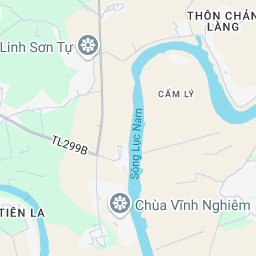 THÔN CHẢN
LÀNG
Linh Sơn Tự
CẨM LÝ
TL299B
Sông Lục Nam
Chùa Vĩnh Nghiêm
TIÊN LA